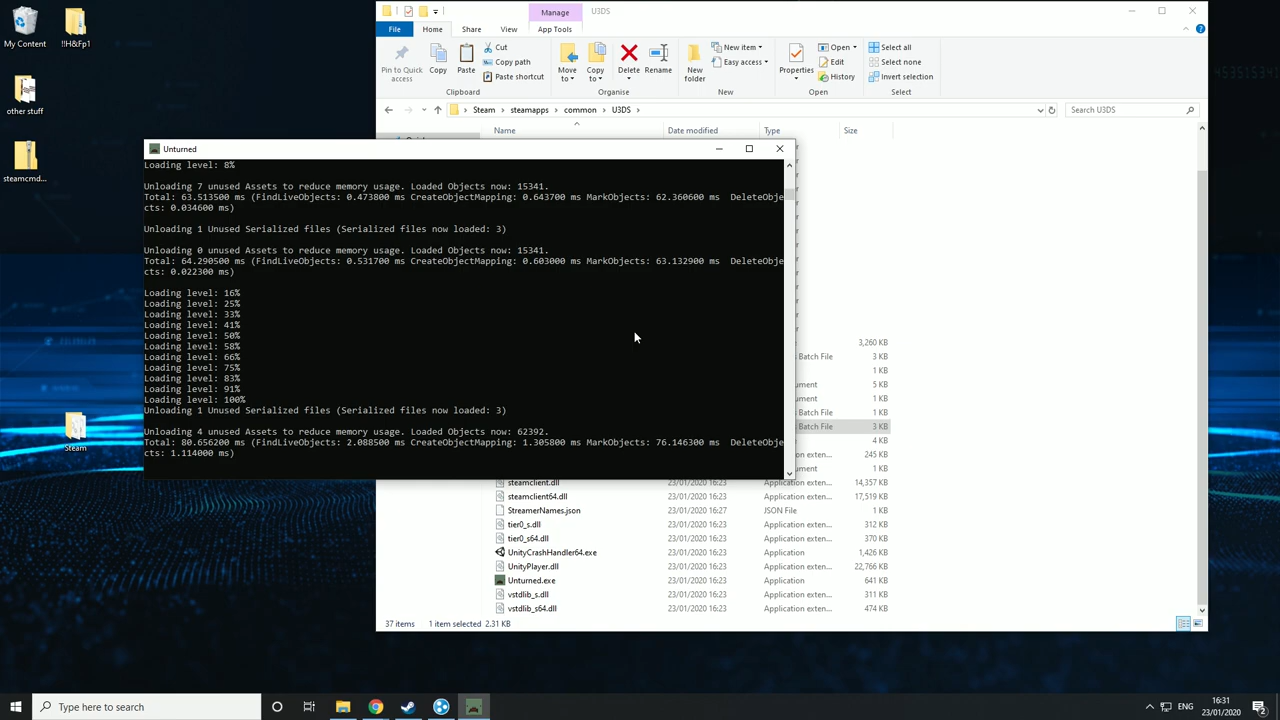 My Content
!!H&Fp1
other stuff
steamcmd...
Steam
Manage
U3DS
File
Home
Share
View
App Tools
Pin to Quick
access
Copy
Paste
Cut
Copy path
Paste shortcut
Clipboard
Move
to
Copy
to
Delete
Rename
Organise
New
folder
New item
Easy access
New
Properties
Open
Edit
History
Open
Select all
Select none
Invert selection
Select
Steam
steamapps
common
U3DS
Search U3DS
Name
Date modified
Type
Size
Unturned
Loading level: 8%
Unloading 7 unused Assets to reduce memory usage. Loaded Objects now: 15341.
Total: 63.513500 ms (FindLiveObjects: 0.473800 ms CreateObjectMapping: 0.643700 ms MarkObjects: 62.360600 ms  DeleteObje
cts: 0.034600 ms)
Unloading 1 Unused Serialized files (Serialized files now loaded: 3)
Unloading 0 unused Assets to reduce memory usage. Loaded Objects now: 15341.
Total: 64.290500 ms (FindLiveObjects: 0.531700 ms CreateObjectMapping: 0.603000 ms MarkObjects: 63.132900 ms  DeleteObje
cts: 0.022300 ms)
Loading level: 16%
Loading level: 25%
Loading level: 33%
Loading level: 41%
Loading level: 50%
Loading level: 58%
Loading level: 66%
Loading level: 75%
Loading level: 83%
Loading level: 91%
Loading level: 100%
Unloading 1 Unused Serialized files (Serialized files now loaded: 3)
Unloading 4 unused Assets to reduce memory usage. Loaded Objects now: 62392.
Total: 80.656200 ms (FindLiveObjects: 2.088500 ms CreateObjectMapping: 1.305800 ms MarkObjects: 76.146300 ms  DeleteObje
cts: 1.114000 ms)
3,260 KB
Batch File 3 KB
1 KB
ument 5 KB
Batch File 1 KB
ument 1 KB
Batch File 1 KB
Batch File 3 KB
4 KB
on exten... 245 KB
ument 1 KB
steamclient.dll 23/01/2020 16:23 Application exten... 14,357 KB
steamclient64.dll 23/01/2020 16:23 Application exten... 17,519 KB
StreamerNames.json 23/01/2020 16:27 JSON File 1 KB
tier0_s.dll 23/01/2020 16:23 Application exten... 312 KB
tier0_s64.dll 23/01/2020 16:23 Application exten... 370 KB
UnityCrashHandler64.exe 23/01/2020 16:23 Application 1,426 KB
UnityPlayer.dll 23/01/2020 16:23 Application exten... 22,766 KB
Unturned.exe 23/01/2020 16:23 Application 641 KB
vstdlib_s.dll 23/01/2020 16:23 Application exten... 311 KB
vstdlib_s64.dll 23/01/2020 16:23 Application exten... 474 KB
37 items 1 item selected 2.31 KB
Type here to search
ENG
16:31
23/01/2020
2